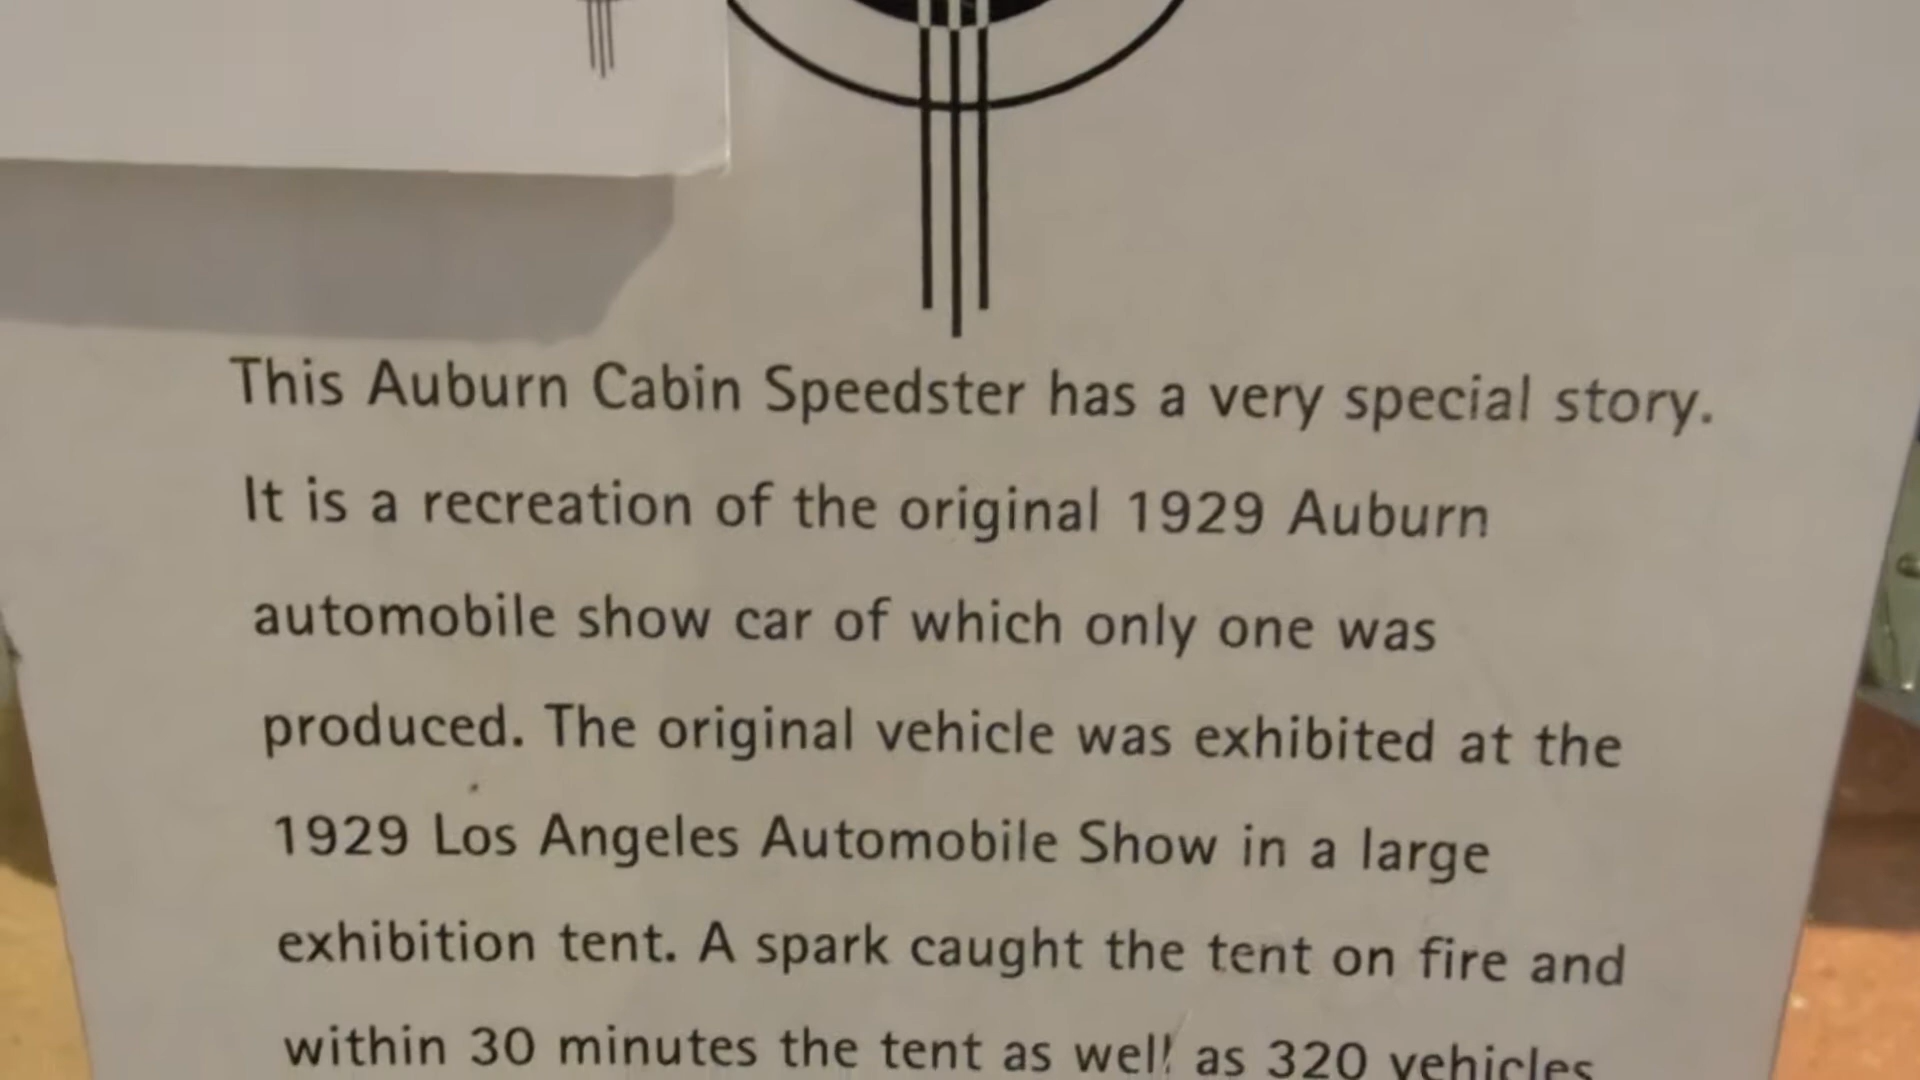 This Auburn Cabin Speedster has a very special story.
It is a recreation of the original 1929 Auburn
automobile show car of which only one was
produced. The original vehicle was exhibited at the
1929 Los Angeles Automobile Show in a large
exhibition tent. A spark caught the tent on fire and
within 30 minutes the tent as well as 320 vehicles